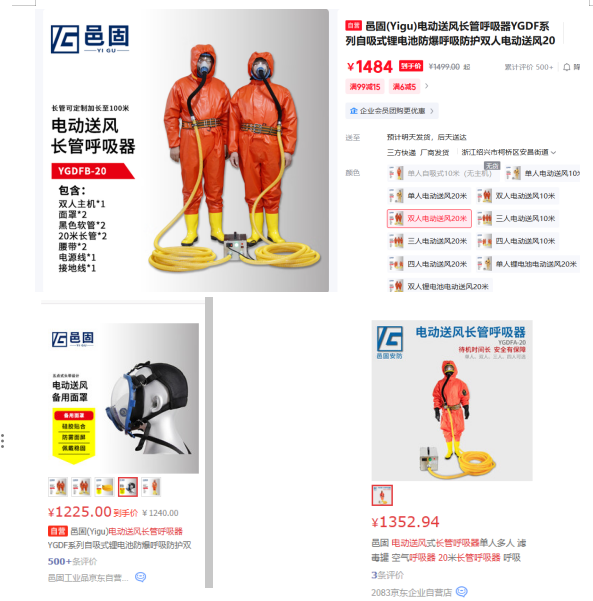 邑固
YI GU
长管可定制加长至100米
电动送风
长管呼吸器
YGDFB-20
包含：
双人主机*1
面罩*2
黑色软管*2
20米长管*2
腰带*2
电源线*1
接地线*1
自营 邑固(Yigu)电动送风长管呼吸器YGDF系
列自吸式锂电池防爆呼吸防护双人电动送风20
¥1484 到手价 ¥1499.00 起 累计评价 500+ 降
满99减15 满6减5
企业会员团购更优惠
送至 预计明天发货，后天送达
三方快递 厂商发货 浙江绍兴市柯桥区安昌街道
颜色 单人自吸式10米（无主机） 无货 单人电动送风10米
单人电动送风20米 双人电动送风10米
双人电动送风20米 三人电动送风10米
三人电动送风20米 四人电动送风10米
四人电动送风20米 单人锂电池电动送风20米
双人锂电池电动送风20米
邑固
YI GU
电动送风
备用面罩
备用面罩
硅胶贴合
防雾面屏
佩戴稳固
¥1225.00 到手价 ¥1240.00
自营 邑固(Yigu)电动送风长管呼吸器
YGDF系列自吸式锂电池防爆呼吸防护双
500+条评价
邑固工业品京东自营...
邑固安防
电动送风长管呼吸器
YGDFA-20
待机时间长 安全有保障
单人、双人、三人、四人可选
¥1352.94
邑固 电动送风式长管呼吸器单人多人 滤
毒罐 空气呼吸器 20米长管呼吸器 呼吸
3条评价
2083京东企业自营店